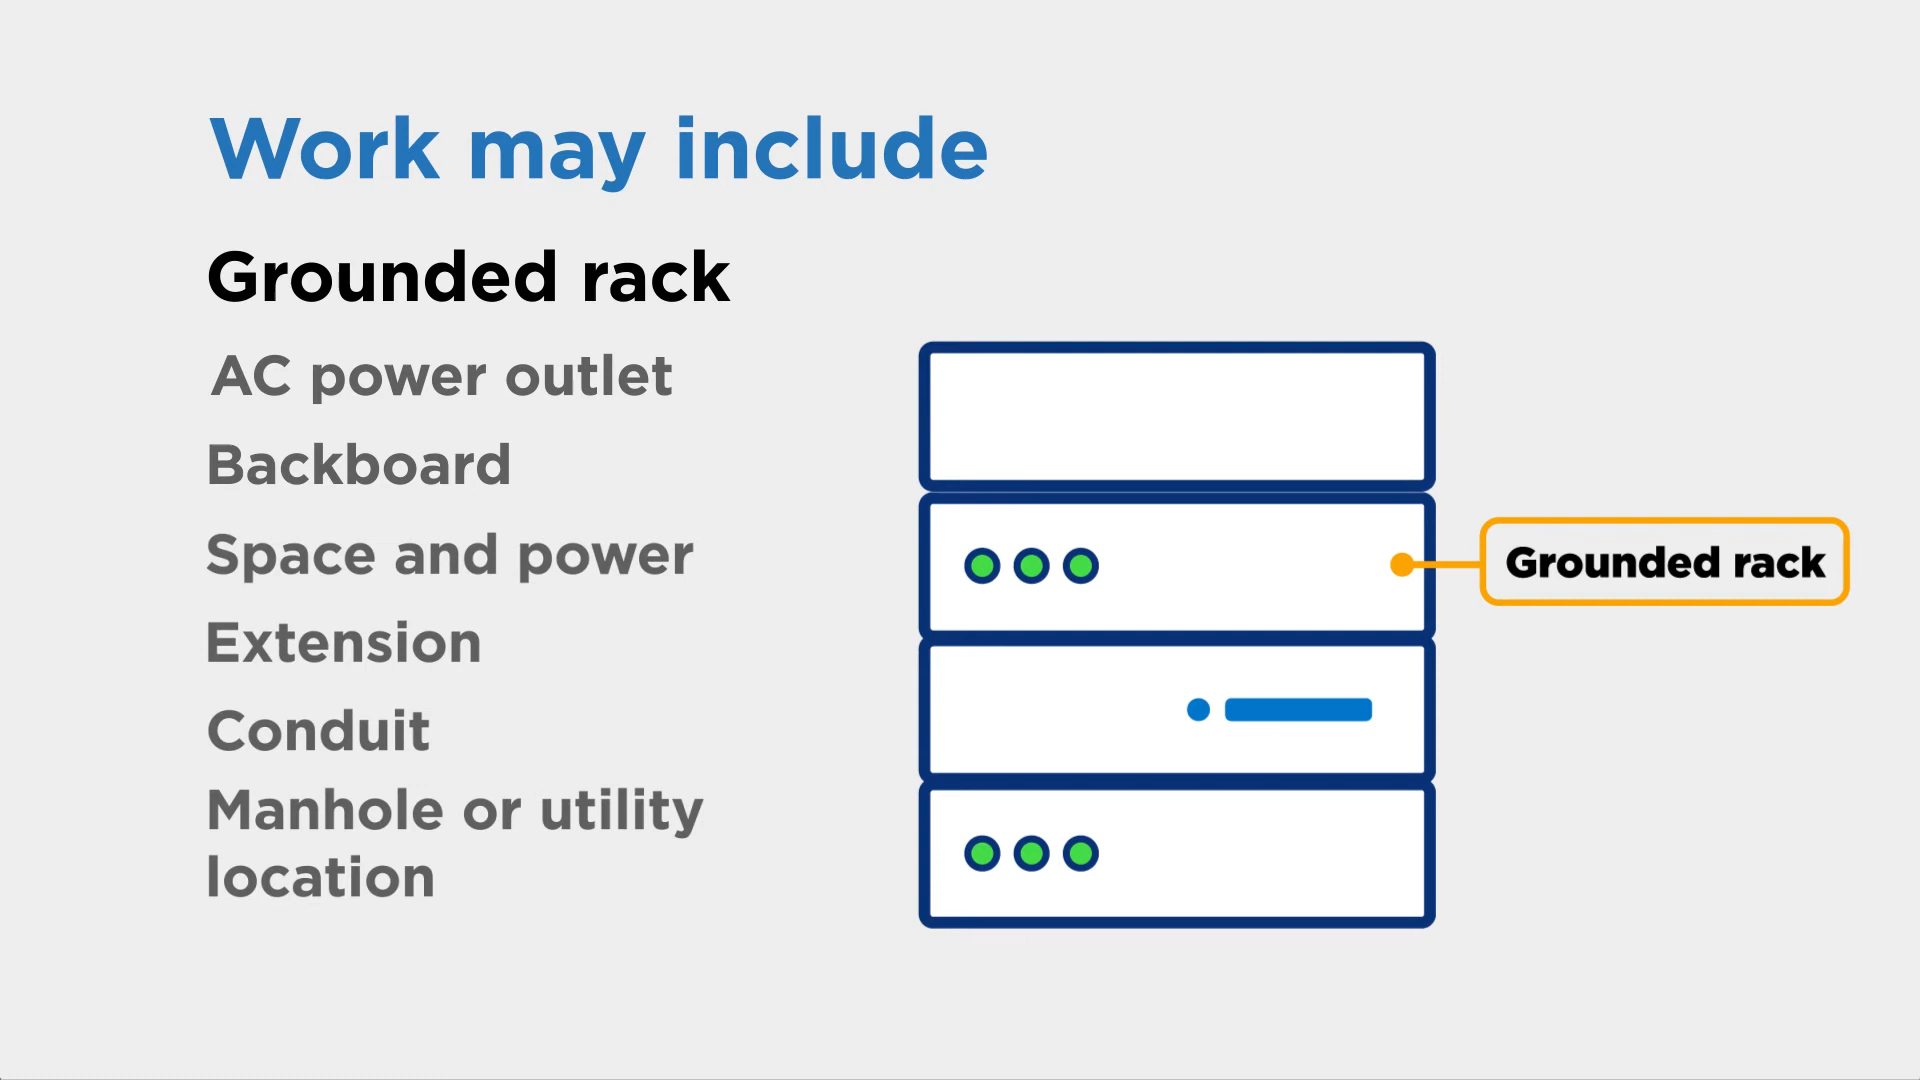 Work may include
Grounded rack
AC power outlet
Backboard
Space and power
Extension
Conduit
Manhole or utility
location
Grounded rack